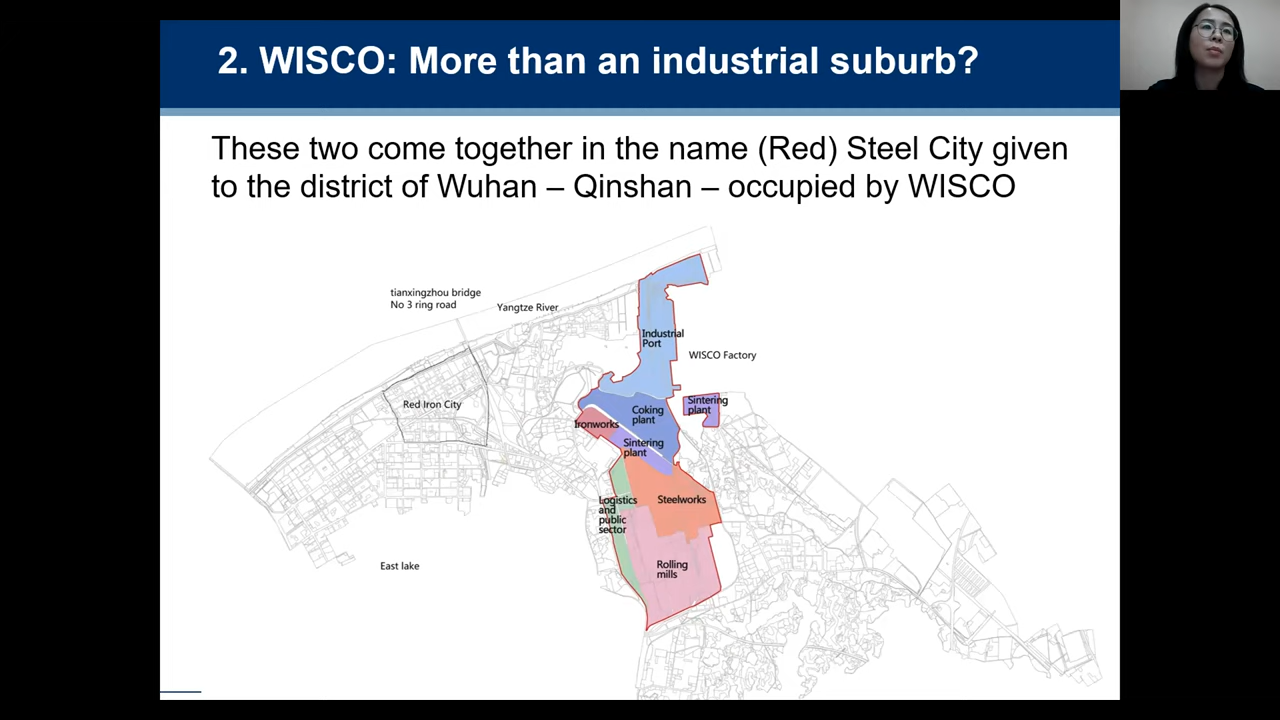 2. WISCO: More than an industrial suburb?
These two come together in the name (Red) Steel City given
to the district of Wuhan – Qinshan – occupied by WISCO
tianxingzhou bridge
No 3 ring road
Yangtze River
Industrial
Port
WISCO Factory
Red Iron City
Coking
plant
Sintering
plant
Ironworks
Sintering
plant
Logistics
and
public
sector
Steelworks
East lake
Rolling
mills